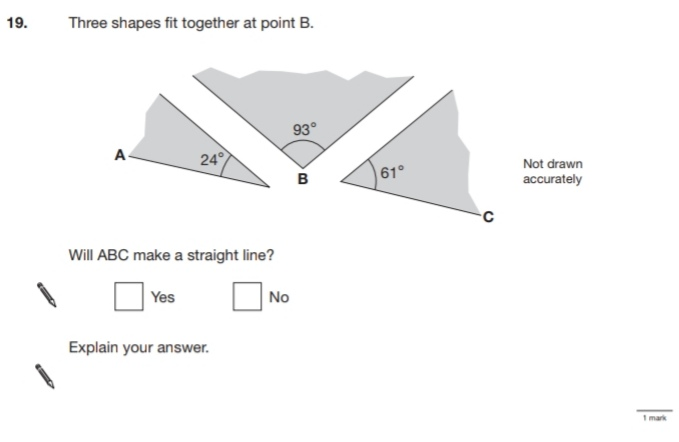 19. Three shapes fit together at point B.
93°
A 24° B 61°
Not drawn
accurately
C
Will ABC make a straight line?
Yes No
Explain your answer.
1 mark